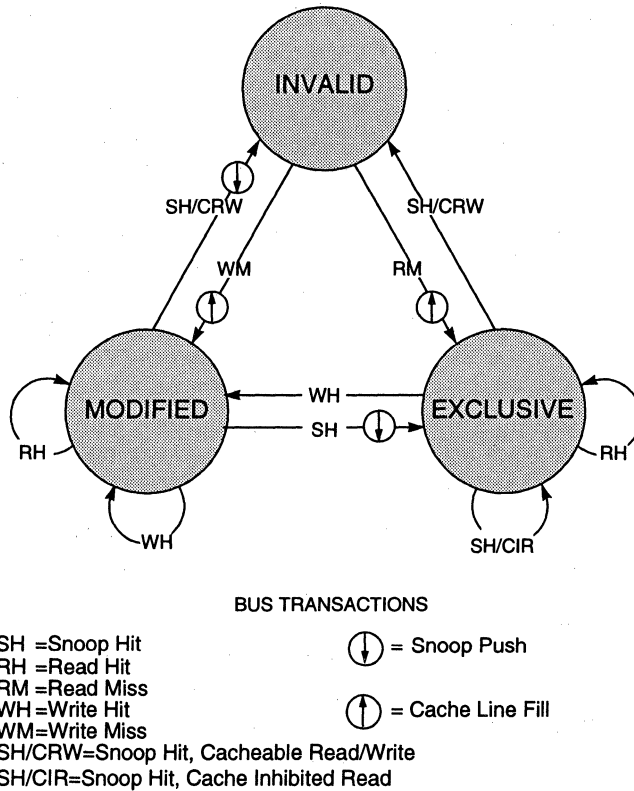 INVALID
SH/CRW
SH/CRW
WM
RM
MODIFIED
WH
EXCLUSIVE
SH
RH
RH
WH
SH/CIR
BUS TRANSACTIONS
SH =Snoop Hit
= Snoop Push
RH =Read Hit
RM =Read Miss
WH =Write Hit
= Cache Line Fill
WM=Write Miss
SH/CRW=Snoop Hit, Cacheable Read/Write
SH/CIR=Snoop Hit, Cache Inhibited Read